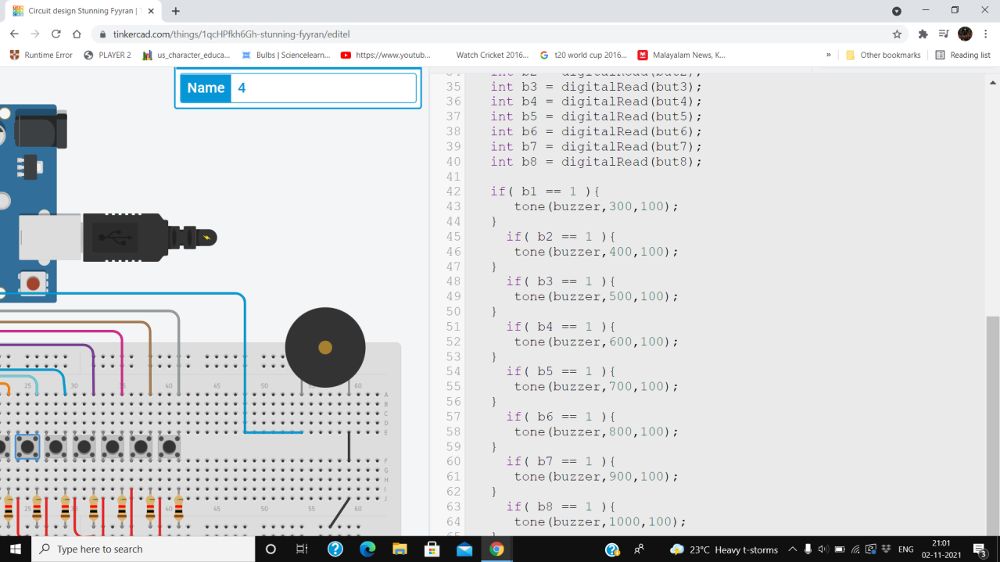 Circuit design Stunning Fyyran |
tinkercad.com/things/1qcHPfkh6Gh-stunning-fyyran/editel
Runtime Error
PLAYER 2
us_character_educa...
Bulbs | Sciencelearn...
https://www.youtub...
Watch Cricket 2016...
t20 world cup 2016...
Malayalam News, K...
»
Other bookmarks
Reading list
Name 4
34 int b2 = digitalRead(but2);
35 int b3 = digitalRead(but3);
36 int b4 = digitalRead(but4);
37 int b5 = digitalRead(but5);
38 int b6 = digitalRead(but6);
39 int b7 = digitalRead(but7);
40 int b8 = digitalRead(but8);
41
42 if( b1 == 1 ){
43 tone(buzzer,300,100);
44 }
45 if( b2 == 1 ){
46 tone(buzzer,400,100);
47 }
48 if( b3 == 1 ){
49 tone(buzzer,500,100);
50 }
51 if( b4 == 1 ){
52 tone(buzzer,600,100);
53 }
54 if( b5 == 1 ){
55 tone(buzzer,700,100);
56 }
57 if( b6 == 1 ){
58 tone(buzzer,800,100);
59 }
60 if( b7 == 1 ){
61 tone(buzzer,900,100);
62 }
63 if( b8 == 1 ){
64 tone(buzzer,1000,100);
65 }
25 30 35 40 45 50 55 60
A
B
C
D
E
F
G
H
I
J
25 40 45 50 55 60
Type here to search
23°C Heavy t-storms
ENG
21:01
02-11-2021
3